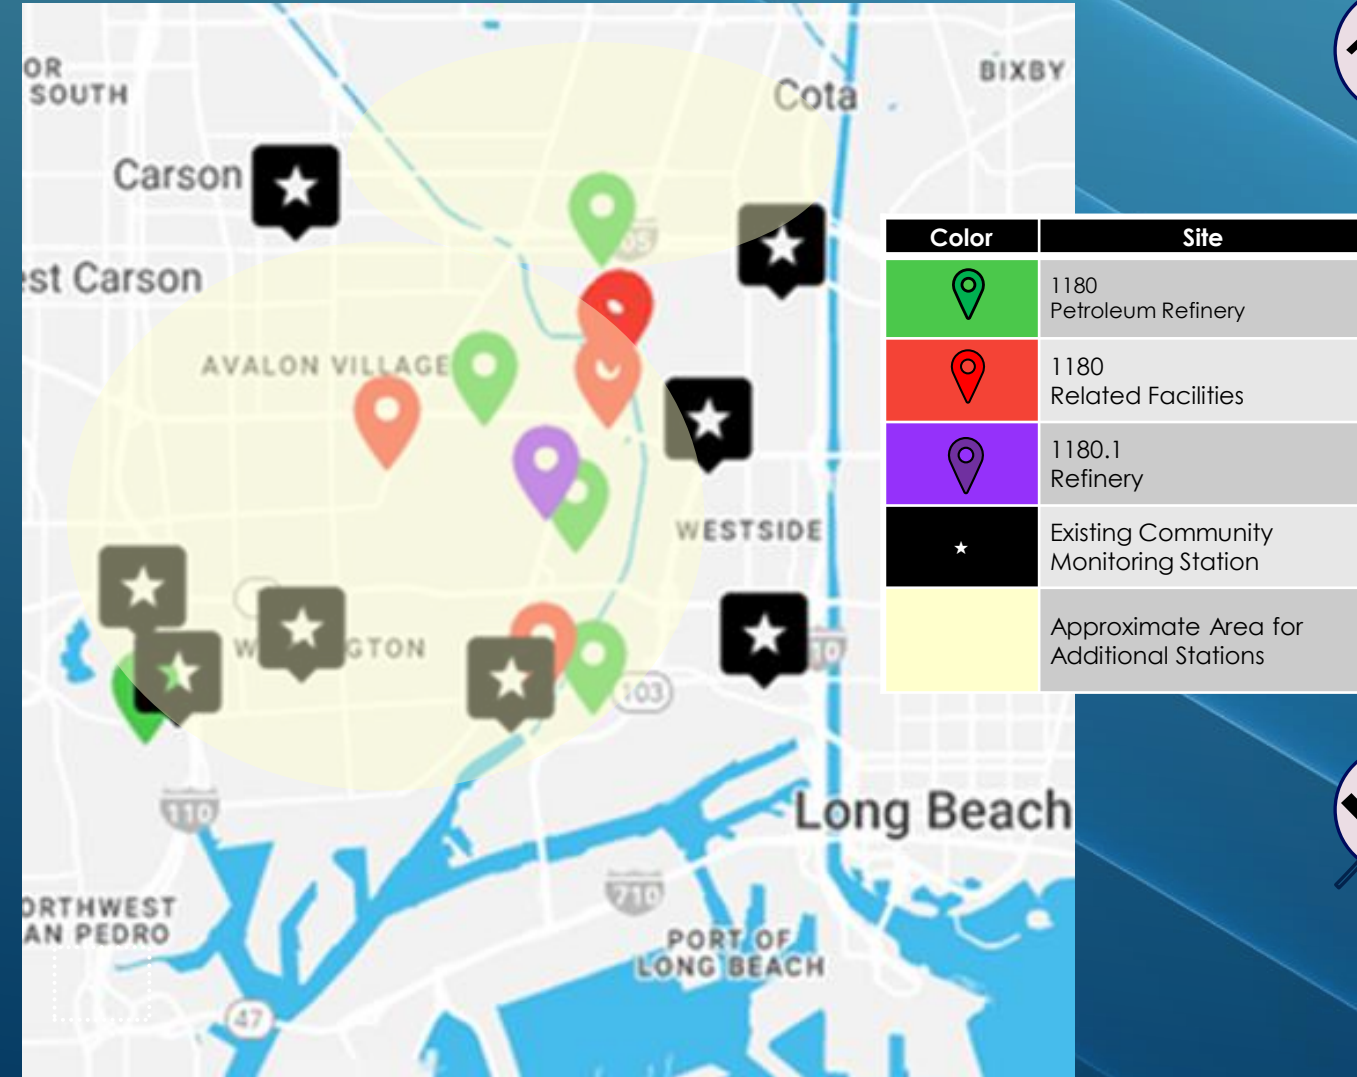 OR
SOUTH
Cota
BIXBY
Carson
st Carson
AVALON VILLAGE
WESTSIDE
GTON
103
110
Long Beach
710
ORTHWEST
AN PEDRO
PORT OF
LONG BEACH
47
Color Site
1180
Petroleum Refinery
1180
Related Facilities
1180.1
Refinery
Existing Community
Monitoring Station
Approximate Area for
Additional Stations